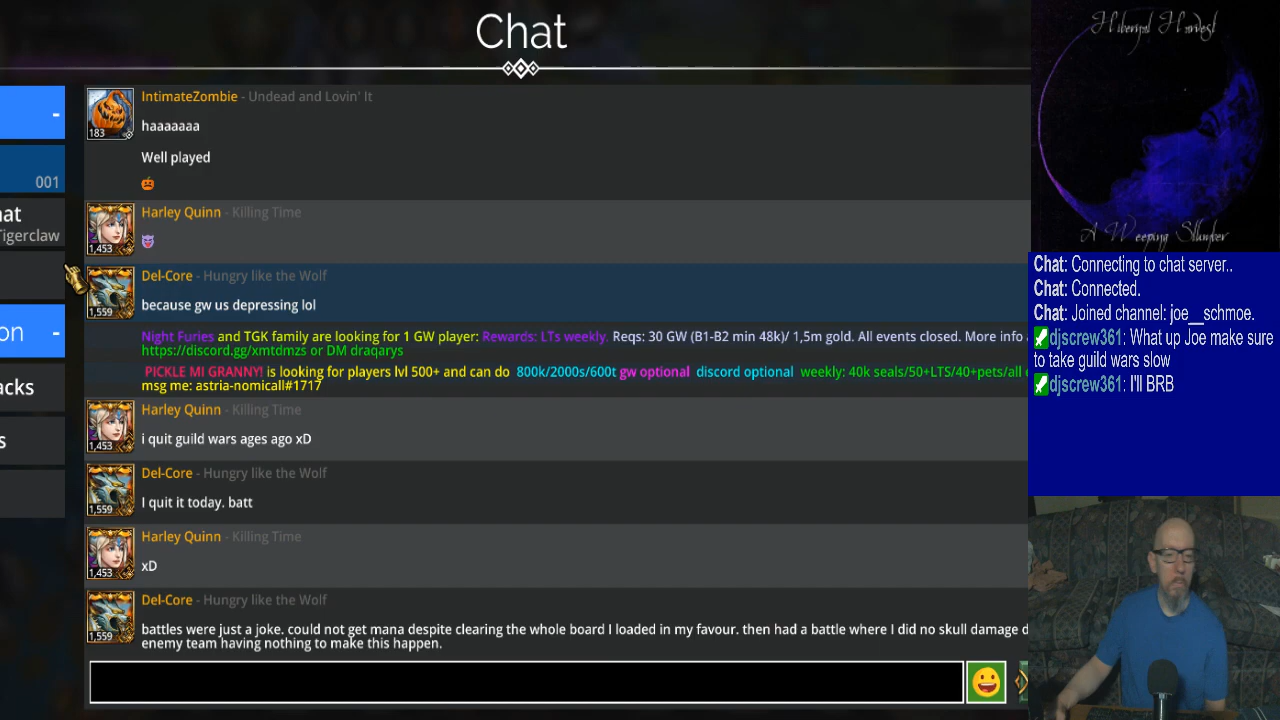 Chat
IntimateZombie - Undead and Lovin' It
183
haaaaaaa
Well played
Harley Quinn - Killing Time
1,453
Del-Core - Hungry like the Wolf
1,559
because gw us depressing lol
Night Furies and TGK family are looking for 1 GW player: Rewards: LTs weekly. Reqs: 30 GW (B1-B2 min 48k)/ 1,5m gold. All events closed. More info
https://discord.gg/xmtdmzs or DM draqarys
PICKLE MI GRANNY! is looking for players lvl 500+ and can do 800k/2000s/600t gw optional discord optional weekly: 40k seals/50+LTS/40+pets/all
msg me: astria-nomicall#1717
Harley Quinn - Killing Time
1,453
i quit guild wars ages ago xD
Del-Core - Hungry like the Wolf
1,559
I quit it today. batt
Harley Quinn - Killing Time
1,453
xD
Del-Core - Hungry like the Wolf
1,559
battles were just a joke. could not get mana despite clearing the whole board I loaded in my favour. then had a battle where I did no skull damage d
enemy team having nothing to make this happen.
-
001
nat
Tigerclaw
on -
acks
s
Hibernal Harvest
A Weeping Slumber
Chat: Connecting to chat server..
Chat: Connected.
Chat: Joined channel: joe__schmoe.
djscrew361: What up Joe make sure
to take guild wars slow
djscrew361: I'll BRB